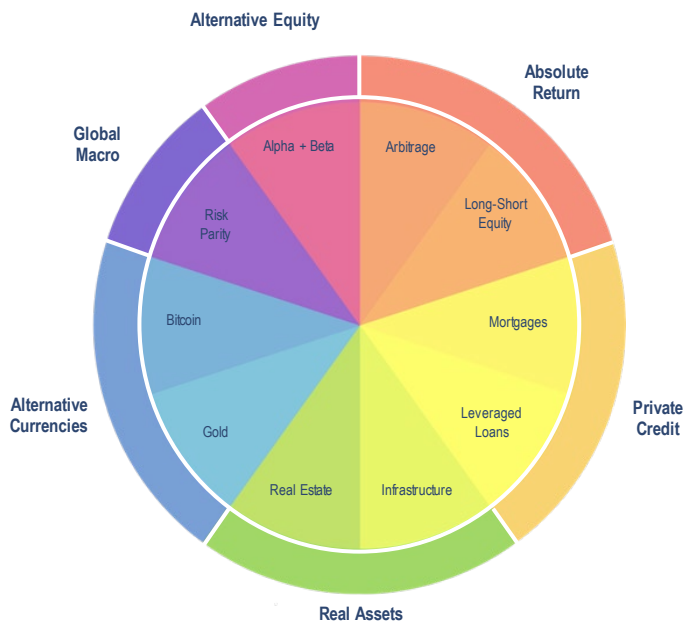 Alternative Equity
Absolute
Return
Global
Macro
Alpha + Beta
Arbitrage
Long-Short
Equity
Risk
Parity
Bitcoin
Mortgages
Alternative
Currencies
Gold
Leveraged
Loans
Private
Credit
Real Estate
Infrastructure
Real Assets